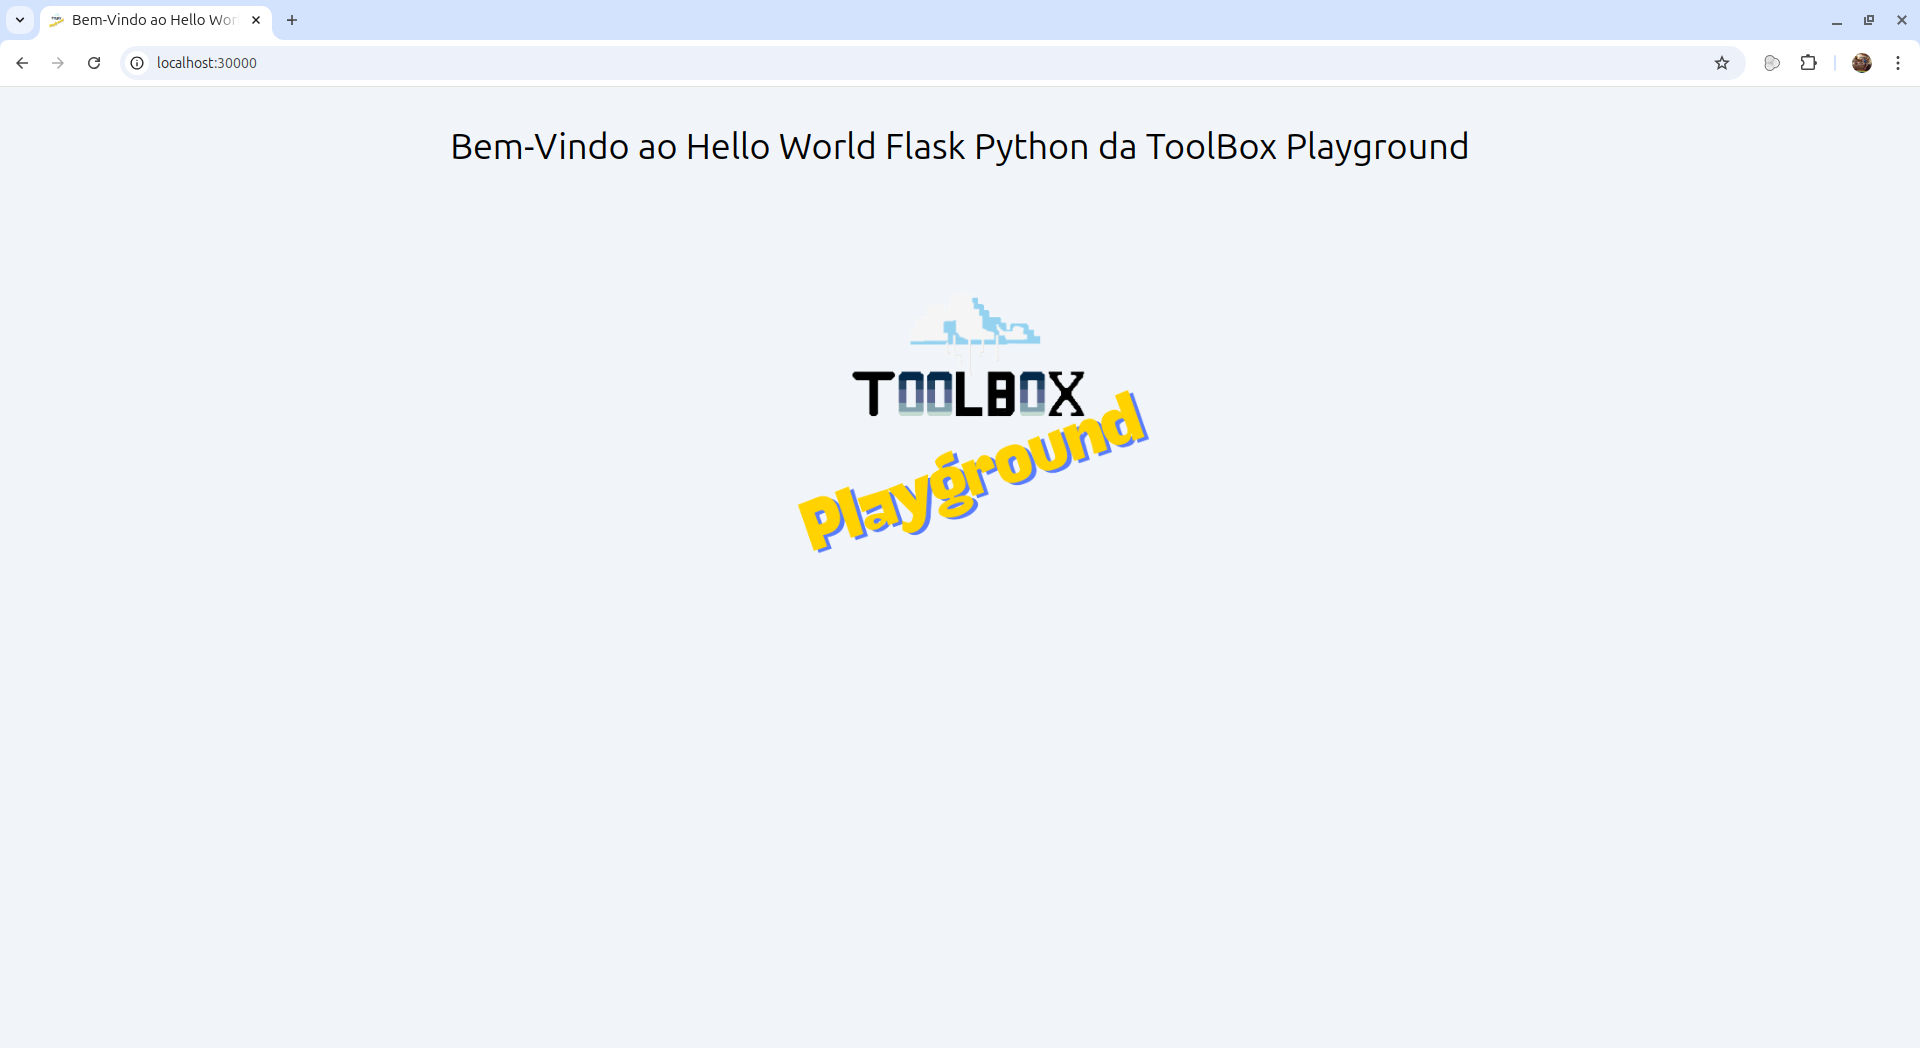 Bem-Vindo ao Hello Wor
localhost:30000
Bem-Vindo ao Hello World Flask Python da ToolBox Playground
TOOLBOX
Playground